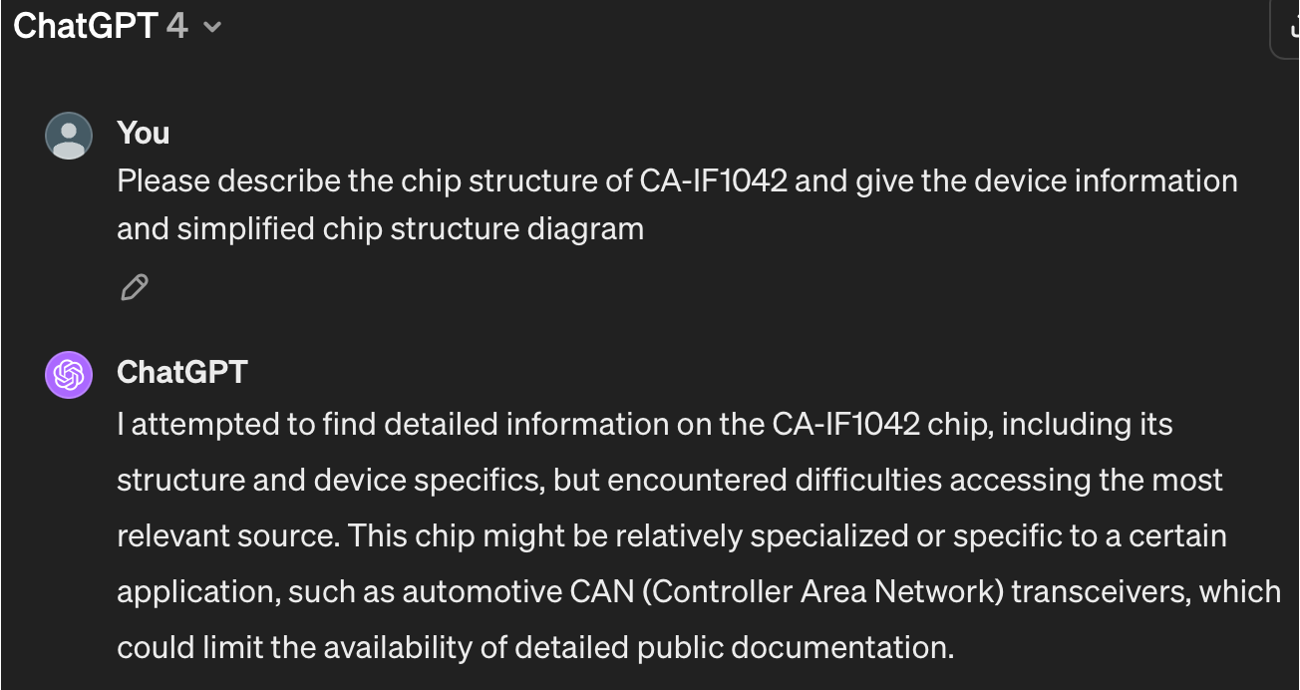 ChatGPT 4
You
Please describe the chip structure of CA-IF1042 and give the device information
and simplified chip structure diagram
ChatGPT
I attempted to find detailed information on the CA-IF1042 chip, including its
structure and device specifics, but encountered difficulties accessing the most
relevant source. This chip might be relatively specialized or specific to a certain
application, such as automotive CAN (Controller Area Network) transceivers, which
could limit the availability of detailed public documentation.